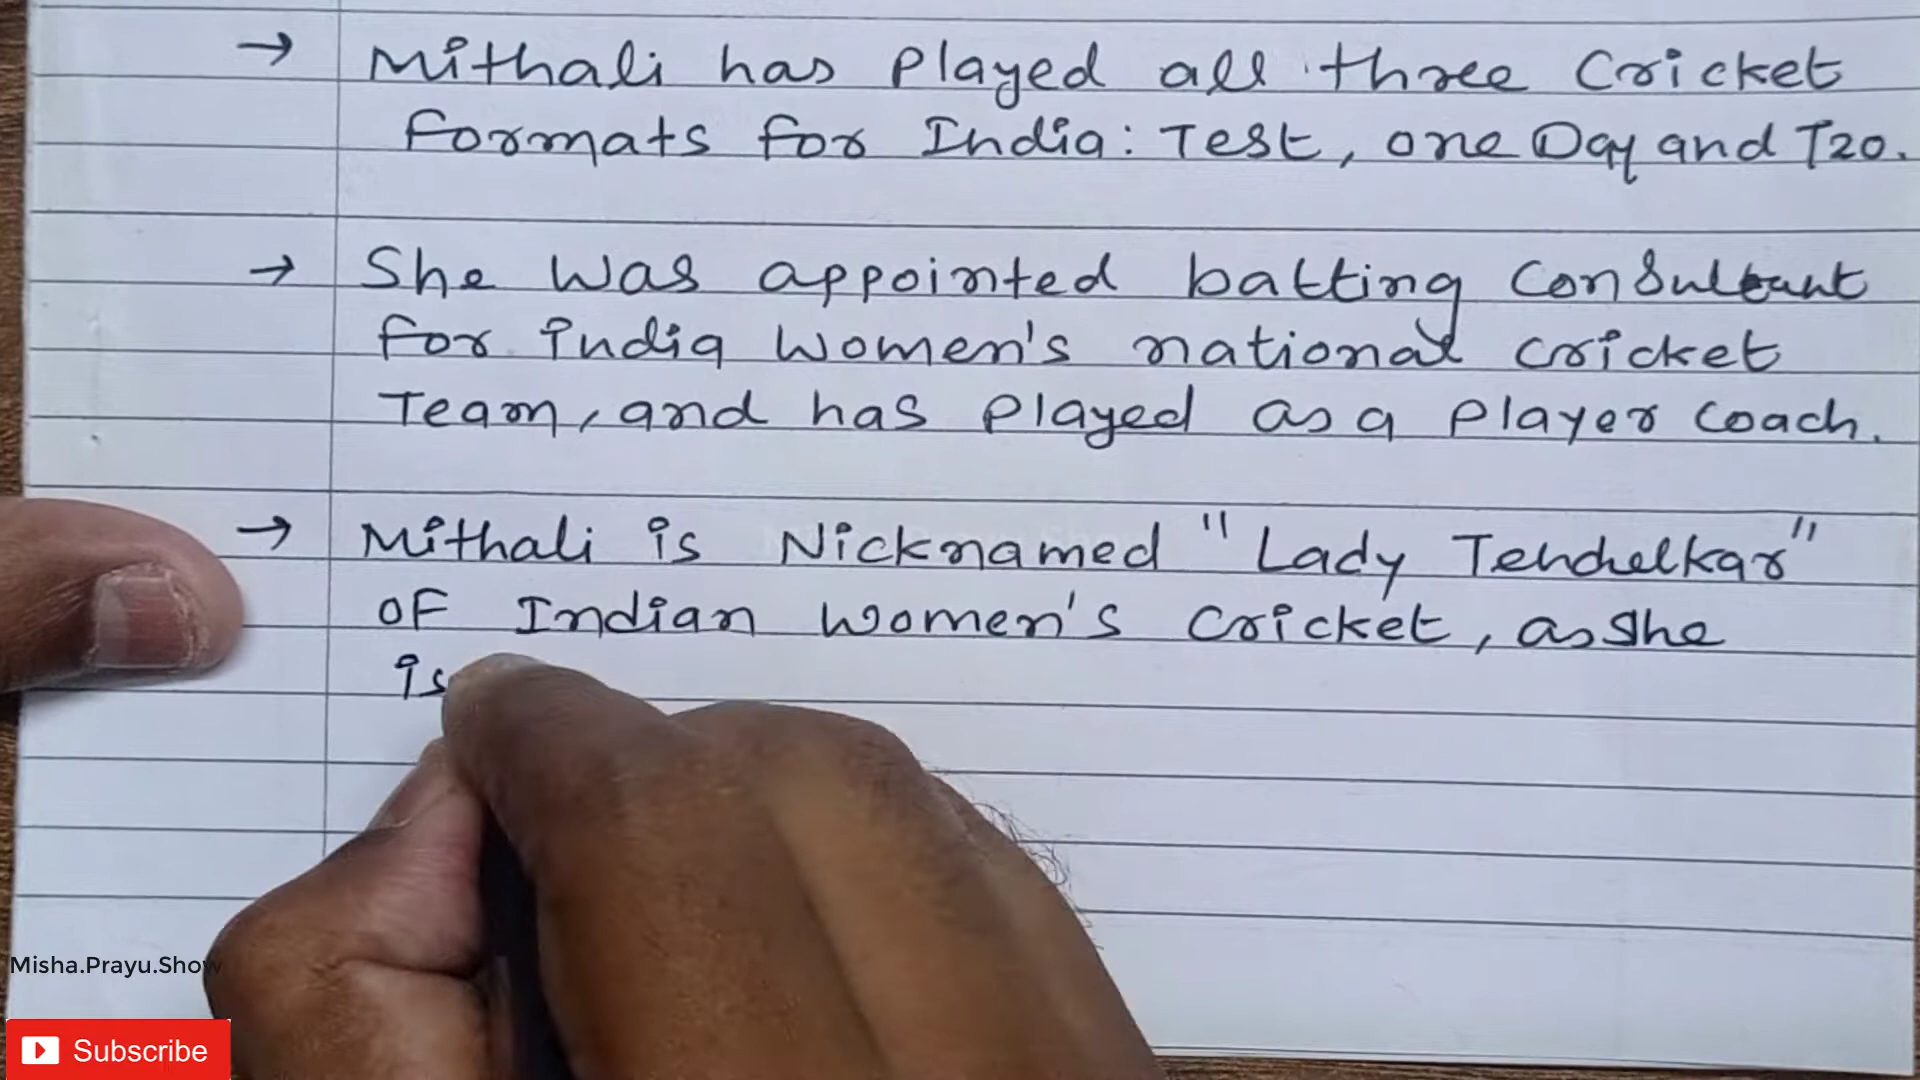 → Mithali has Played all three Cricket
formats for India: Test, one Day and T20.
→ She was appointed batting Consultant
for india Women's national cricket
Team, and has played as a Player Coach.
→ Mithali is Nicknamed "Lady Tendulkar"
OF Indian Women's Cricket, as She
is
Misha.Prayu.Show
Subscribe